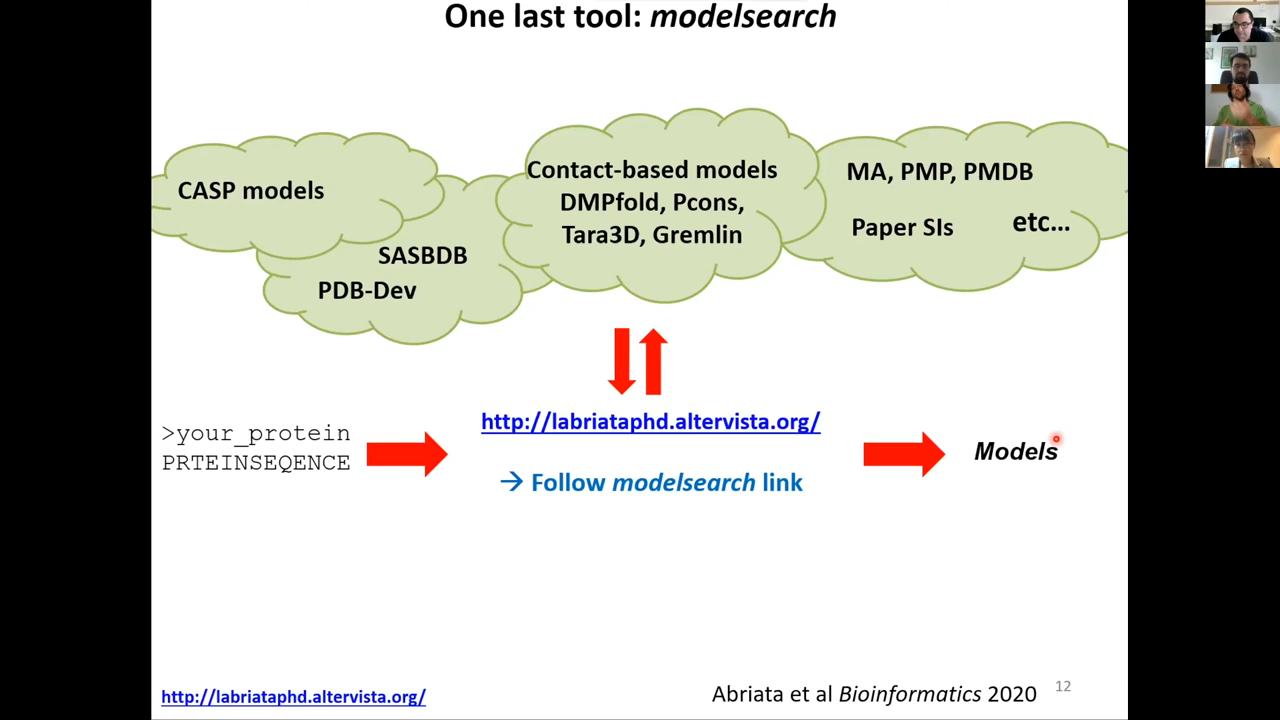 One last tool: modelsearch
CASP models
SASBDB
PDB-Dev
Contact-based models
DMPfold, Pcons,
Tara3D, Gremlin
MA, PMP, PMDB
Paper SIs
etc...
>your_protein
PRTEINSEQENCE
http://labriataphd.altervista.org/
→ Follow modelsearch link
Models
http://labriataphd.altervista.org/
Abriata et al Bioinformatics 2020
12